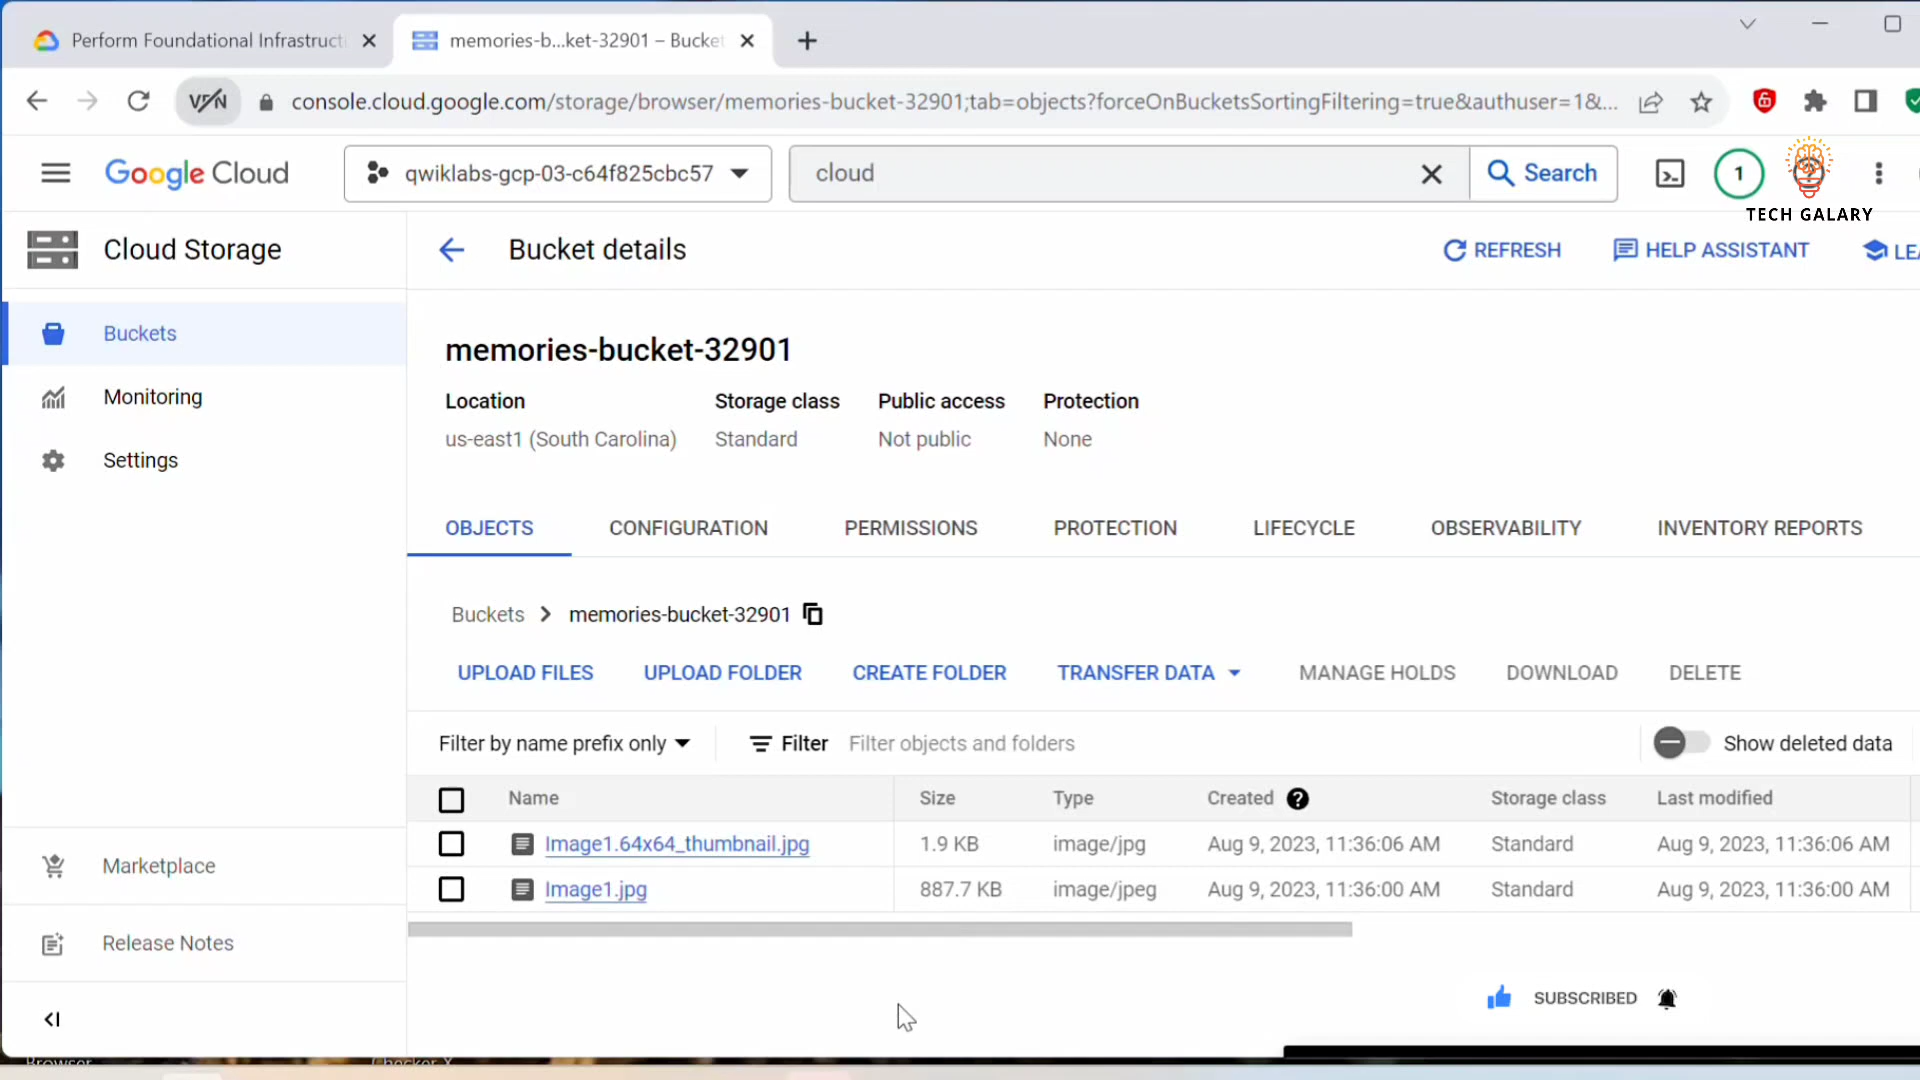 Perform Foundational Infrastruct
memories-b...ket-32901 – Bucket
VPN
console.cloud.google.com/storage/browser/memories-bucket-32901;tab=objects?forceOnBucketsSortingFiltering=true&authuser=1&...
Google Cloud
qwiklabs-gcp-03-c64f825cbc57
cloud
Search
1
TECH GALARY
Cloud Storage
Bucket details
REFRESH
HELP ASSISTANT
LEA
Buckets
Monitoring
Settings
memories-bucket-32901
Location Storage class Public access Protection
us-east1 (South Carolina) Standard Not public None
OBJECTS CONFIGURATION PERMISSIONS PROTECTION LIFECYCLE OBSERVABILITY INVENTORY REPORTS
Buckets > memories-bucket-32901
UPLOAD FILES UPLOAD FOLDER CREATE FOLDER TRANSFER DATA MANAGE HOLDS DOWNLOAD DELETE
Filter by name prefix only Filter Filter objects and folders Show deleted data
Name Size Type Created Storage class Last modified
Image1.64x64_thumbnail.jpg 1.9 KB image/jpg Aug 9, 2023, 11:36:06 AM Standard Aug 9, 2023, 11:36:06 AM
Image1.jpg 887.7 KB image/jpeg Aug 9, 2023, 11:36:00 AM Standard Aug 9, 2023, 11:36:00 AM
Marketplace
Release Notes
SUBSCRIBED